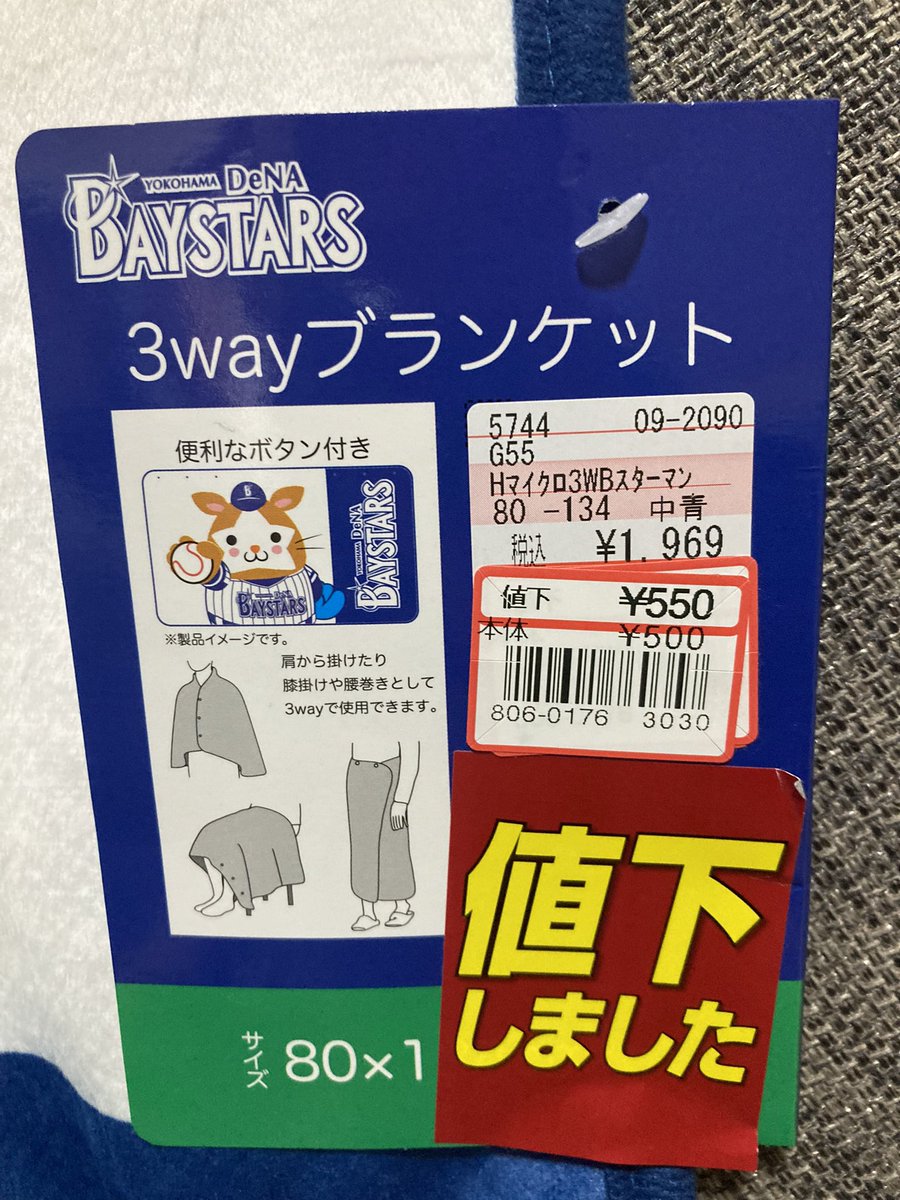 YOKOHAMA DeNA
BAYSTARS
3wayブランケット
便利なボタン付き
B
BAYSTARS
YOKOHAMA DeNA
BAYSTARS
※製品イメージです。
肩から掛けたり
膝掛けや腰巻きとして
3wayで使用できます。
5744 09-2090
G55
Hマイクロ3WBスターマン
80 -134 中青
税込 ¥1,969
値下 ¥550
本体 ¥500
806-0176 3030
値下
しました
サイズ 80×1